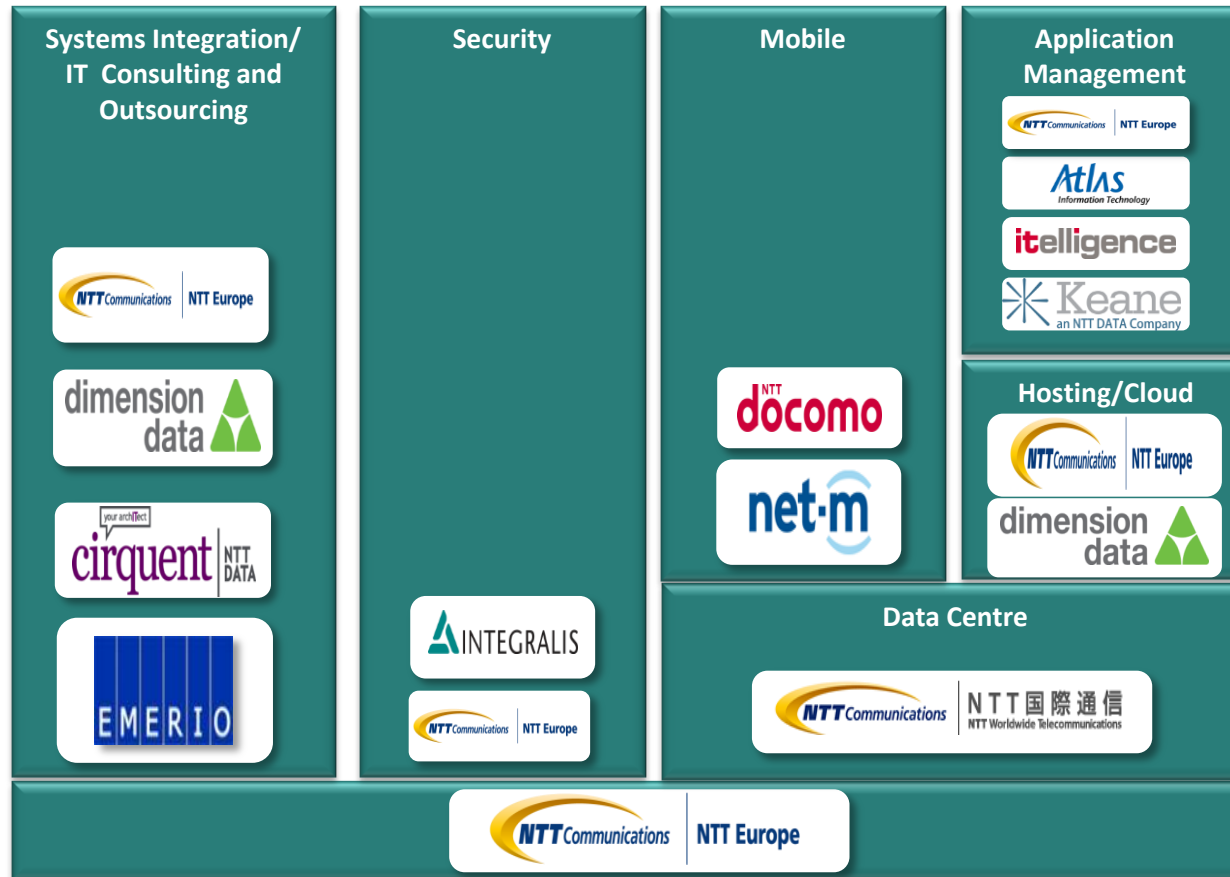 Systems Integration/
IT Consulting and
Outsourcing
NTT Communications | NTT Europe
dimension
data
your archITect
cirquent | NTT
DATA
EMERIO
Security
INTEGRALIS
NTT Communications | NTT Europe
Mobile
NTT
docomo
net-m
Application
Management
NTT Communications | NTT Europe
Atlas
Information Technology
itelligence
Keane
an NTT DATA Company
Hosting/Cloud
NTT Communications | NTT Europe
dimension
data
Data Centre
NTT Communications | NTT国際通信
NTT Worldwide Telecommunications
NTT Communications | NTT Europe